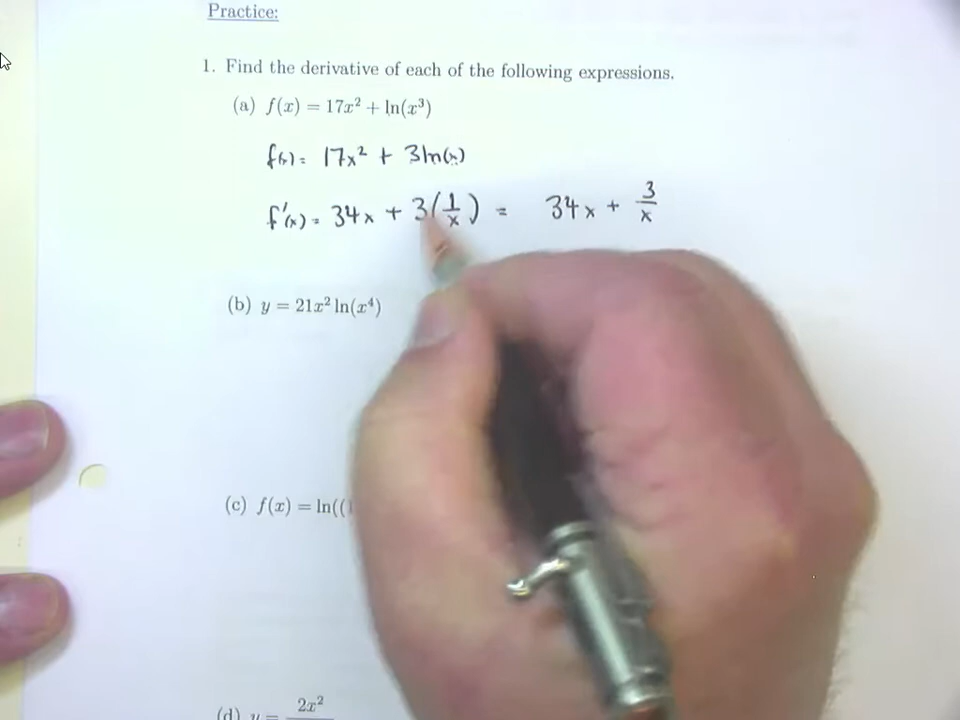 Practice:
1. Find the derivative of each of the following expressions.
(a) f(x) = 17x² + ln(x³)
f(x) = 17x² + 3ln(x)
f'(x) = 34x + 3(1/x) = 34x + 3/x
(b) y = 21x² ln(x⁴)
(c) f(x) = ln((
(d) y = 2x²